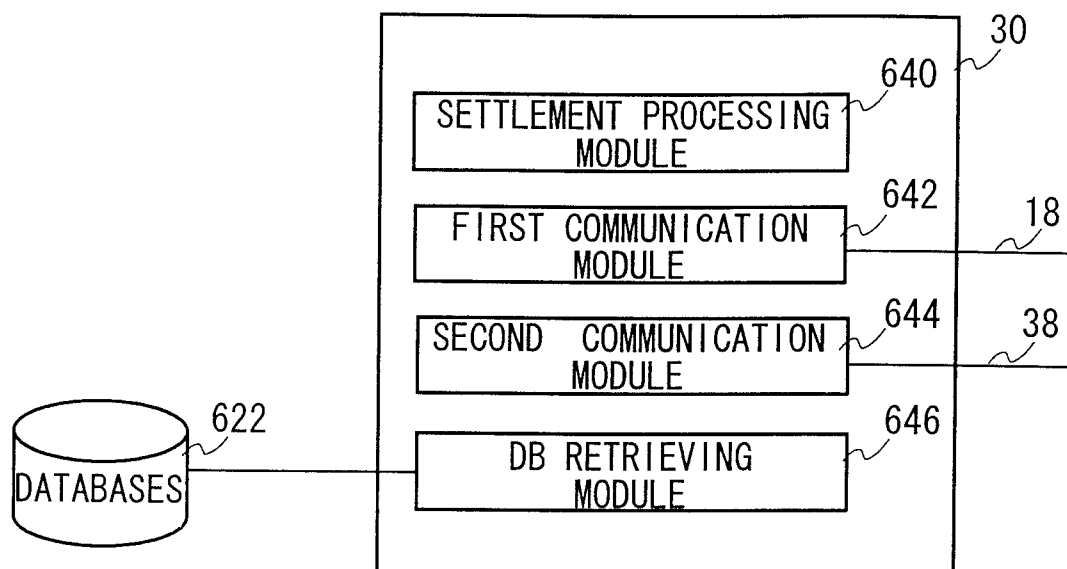 30
640
SETTLEMENT PROCESSING
MODULE
642
FIRST COMMUNICATION
MODULE
18
644
SECOND COMMUNICATION
MODULE
38
622
DATABASES
646
DB RETRIEVING
MODULE